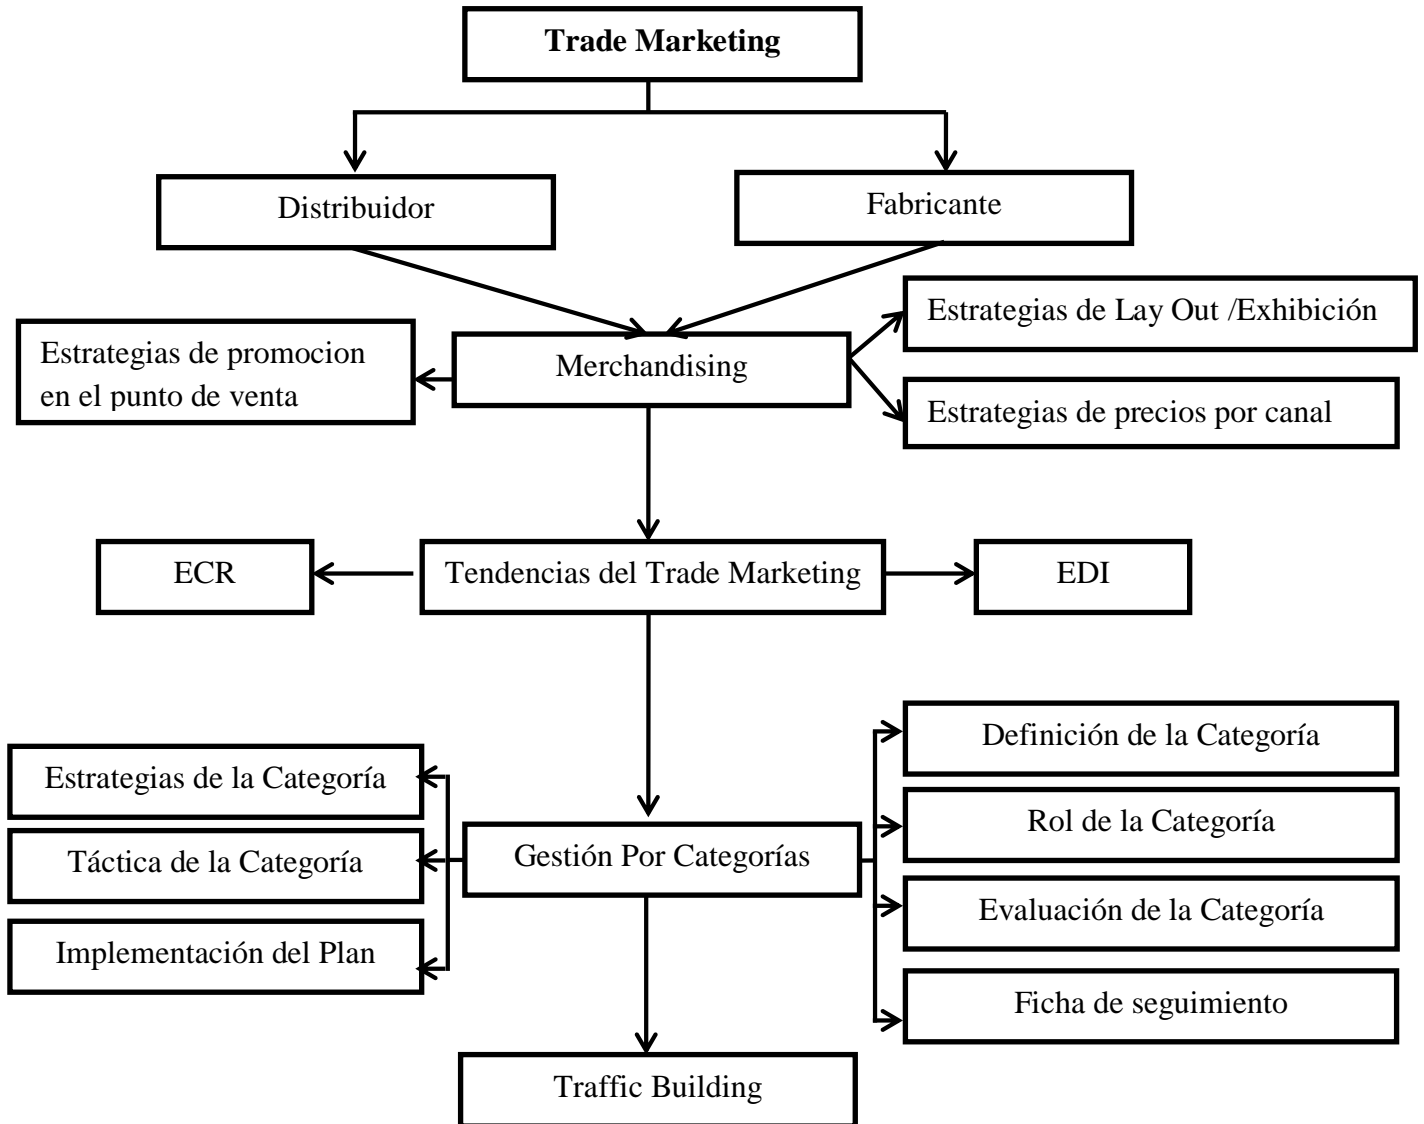 Trade Marketing
Distribuidor
Fabricante
Estrategias de promocion
en el punto de venta
Merchandising
Estrategias de Lay Out /Exhibición
Estrategias de precios por canal
ECR
Tendencias del Trade Marketing
EDI
Estrategias de la Categoría
Táctica de la Categoría
Implementación del Plan
Gestión Por Categorías
Definición de la Categoría
Rol de la Categoría
Evaluación de la Categoría
Ficha de seguimiento
Traffic Building